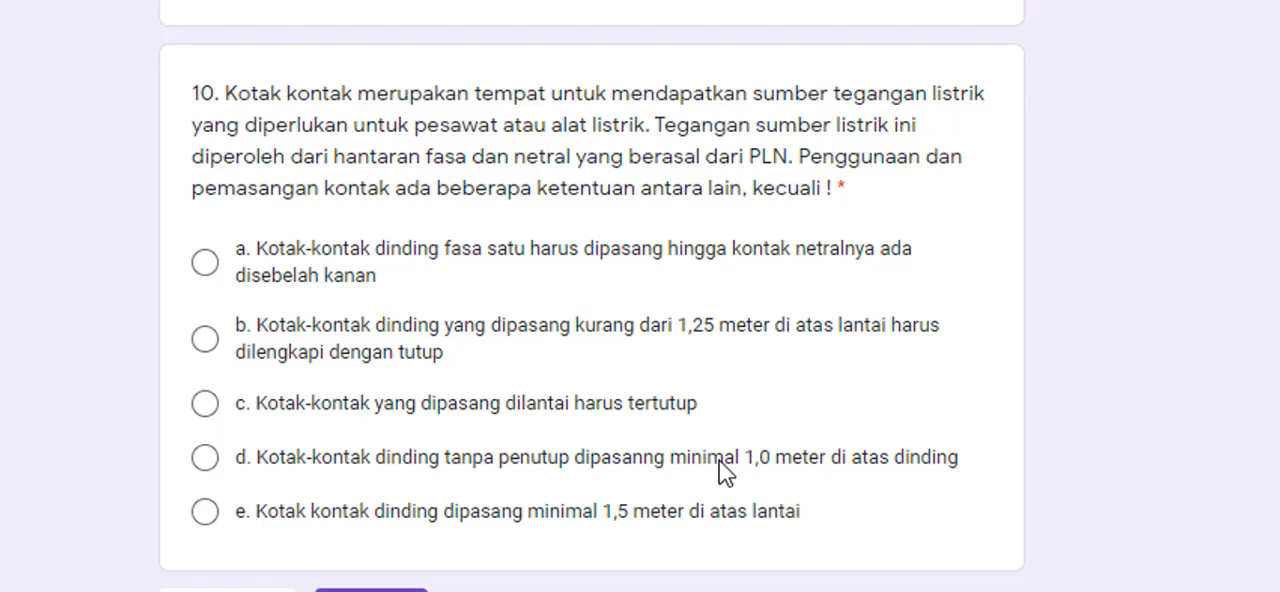 10. Kotak kontak merupakan tempat untuk mendapatkan sumber tegangan listrik
yang diperlukan untuk pesawat atau alat listrik. Tegangan sumber listrik ini
diperoleh dari hantaran fasa dan netral yang berasal dari PLN. Penggunaan dan
pemasangan kontak ada beberapa ketentuan antara lain, kecuali ! *
a. Kotak-kontak dinding fasa satu harus dipasang hingga kontak netralnya ada
disebelah kanan
b. Kotak-kontak dinding yang dipasang kurang dari 1,25 meter di atas lantai harus
dilengkapi dengan tutup
c. Kotak-kontak yang dipasang dilantai harus tertutup
d. Kotak-kontak dinding tanpa penutup dipasanng minimal 1,0 meter di atas dinding
e. Kotak kontak dinding dipasang minimal 1,5 meter di atas lantai